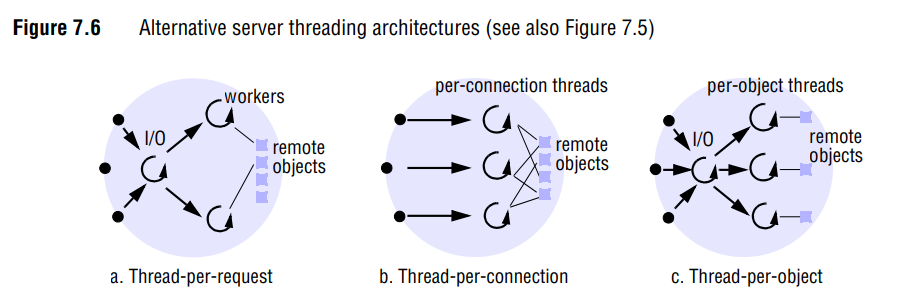 Figure 7.6 Alternative server threading architectures (see also Figure 7.5)
workers
I/O
remote
objects
a. Thread-per-request
per-connection threads
remote
objects
b. Thread-per-connection
per-object threads
I/O
remote
objects
c. Thread-per-object